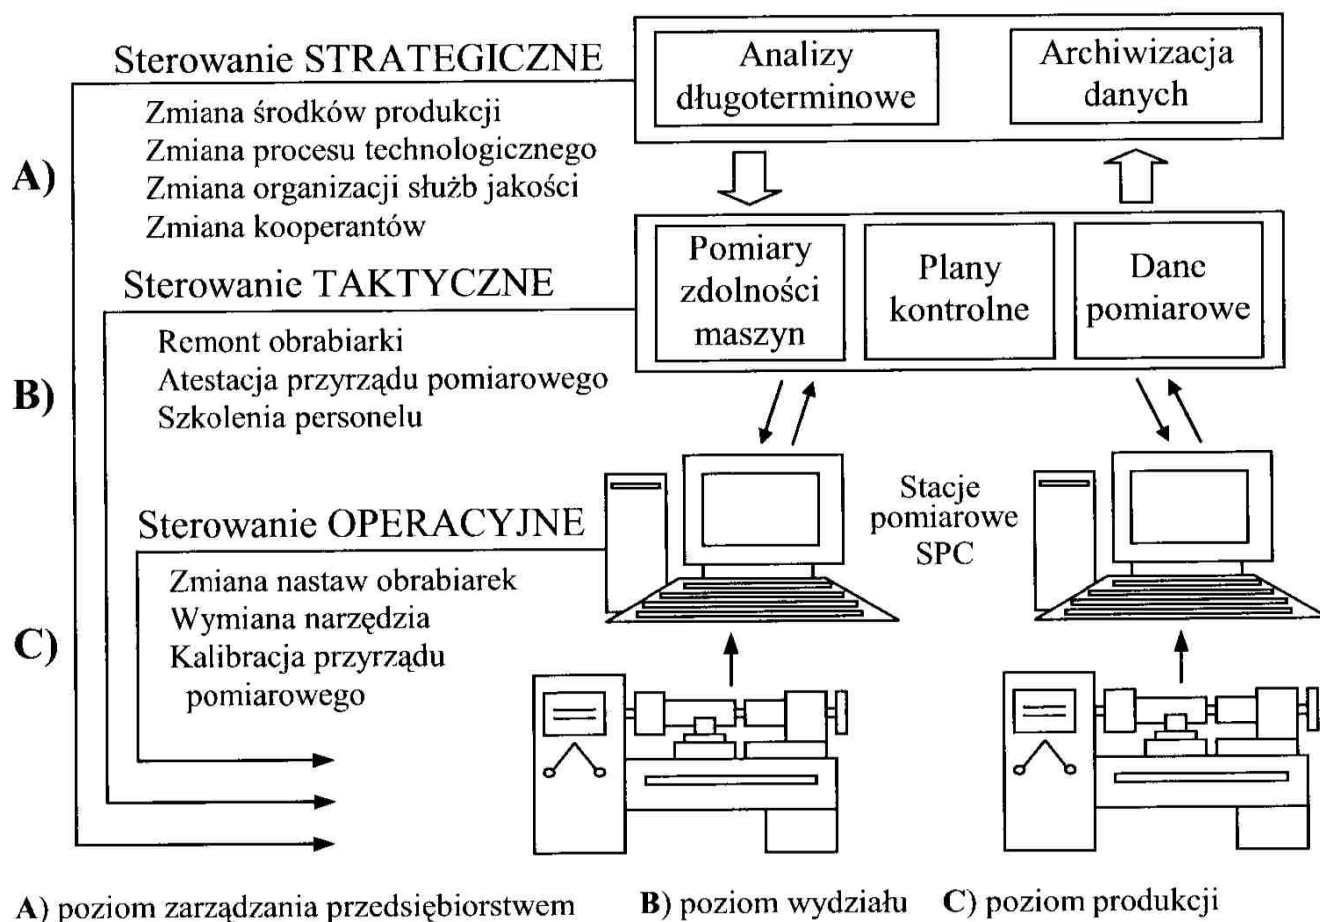 Sterowanie STRATEGICZNE
Zmiana środków produkcji
Zmiana procesu technologicznego
Zmiana organizacji służb jakości
Zmiana kooperantów
A)
Analizy
długoterminowe
Archiwizacja
danych
Sterowanie TAKTYCZNE
Remont obrabiarki
Atestacja przyrządu pomiarowego
Szkolenia personelu
B)
Pomiary
zdolności
maszyn
Plany
kontrolne
Dane
pomiarowe
Sterowanie OPERACYJNE
Zmiana nastaw obrabiarek
Wymiana narzędzia
Kalibracja przyrządu
pomiarowego
C)
Stacje
pomiarowe
SPC
A) poziom zarządzania przedsiębiorstwem B) poziom wydziału C) poziom produkcji